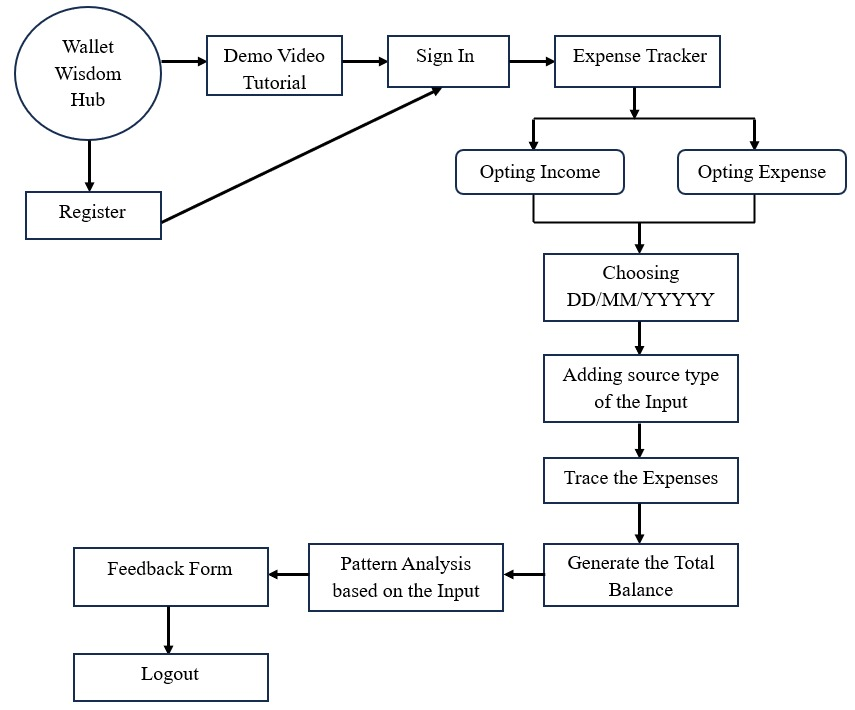 Wallet
Wisdom
Hub
Demo Video
Tutorial
Sign In
Expense Tracker
Register
Opting Income
Opting Expense
Choosing
DD/MM/YYYYY
Adding source type
of the Input
Trace the Expenses
Generate the Total
Balance
Pattern Analysis
based on the Input
Feedback Form
Logout